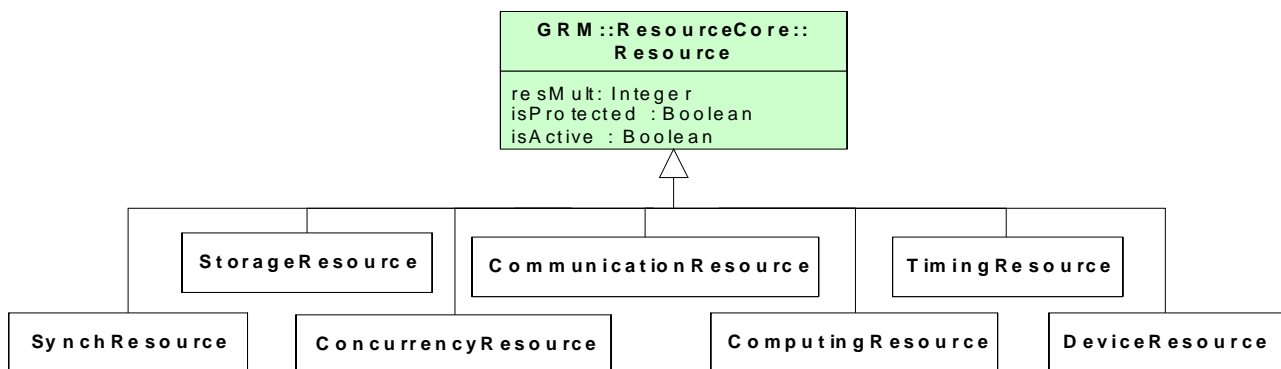 GRM::ResourceCore::
Resource
resMult: Integer
isProtected : Boolean
isActive : Boolean
StorageResource
CommunicationResource
TimingResource
SynchResource
ConcurrencyResource
ComputingResource
DeviceResource